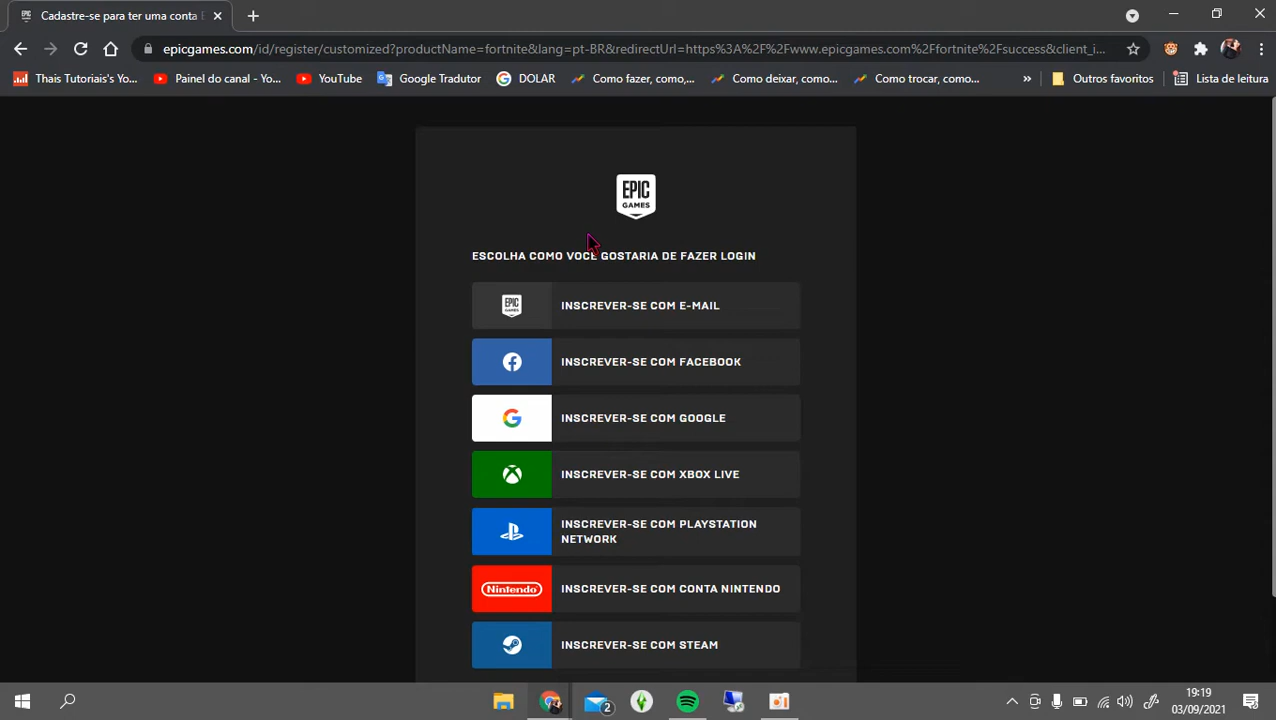 Cadastre-se para ter uma conta E
epicgames.com/id/register/customized?productName=fortnite&lang=pt-BR&redirectUrl=https%3A%2F%2Fwww.epicgames.com%2Ffortnite%2Fsuccess&client_i...
Thais Tutoriais's Yo... Painel do canal - Yo... YouTube Google Tradutor DOLAR Como fazer, como,... Como deixar, como... Como trocar, como... » Outros favoritos Lista de leitura
EPIC
GAMES
ESCOLHA COMO VOCÊ GOSTARIA DE FAZER LOGIN
EPIC
GAMES
INSCREVER-SE COM E-MAIL
INSCREVER-SE COM FACEBOOK
INSCREVER-SE COM GOOGLE
INSCREVER-SE COM XBOX LIVE
INSCREVER-SE COM PLAYSTATION
NETWORK
Nintendo INSCREVER-SE COM CONTA NINTENDO
INSCREVER-SE COM STEAM
2
19:19
03/09/2021